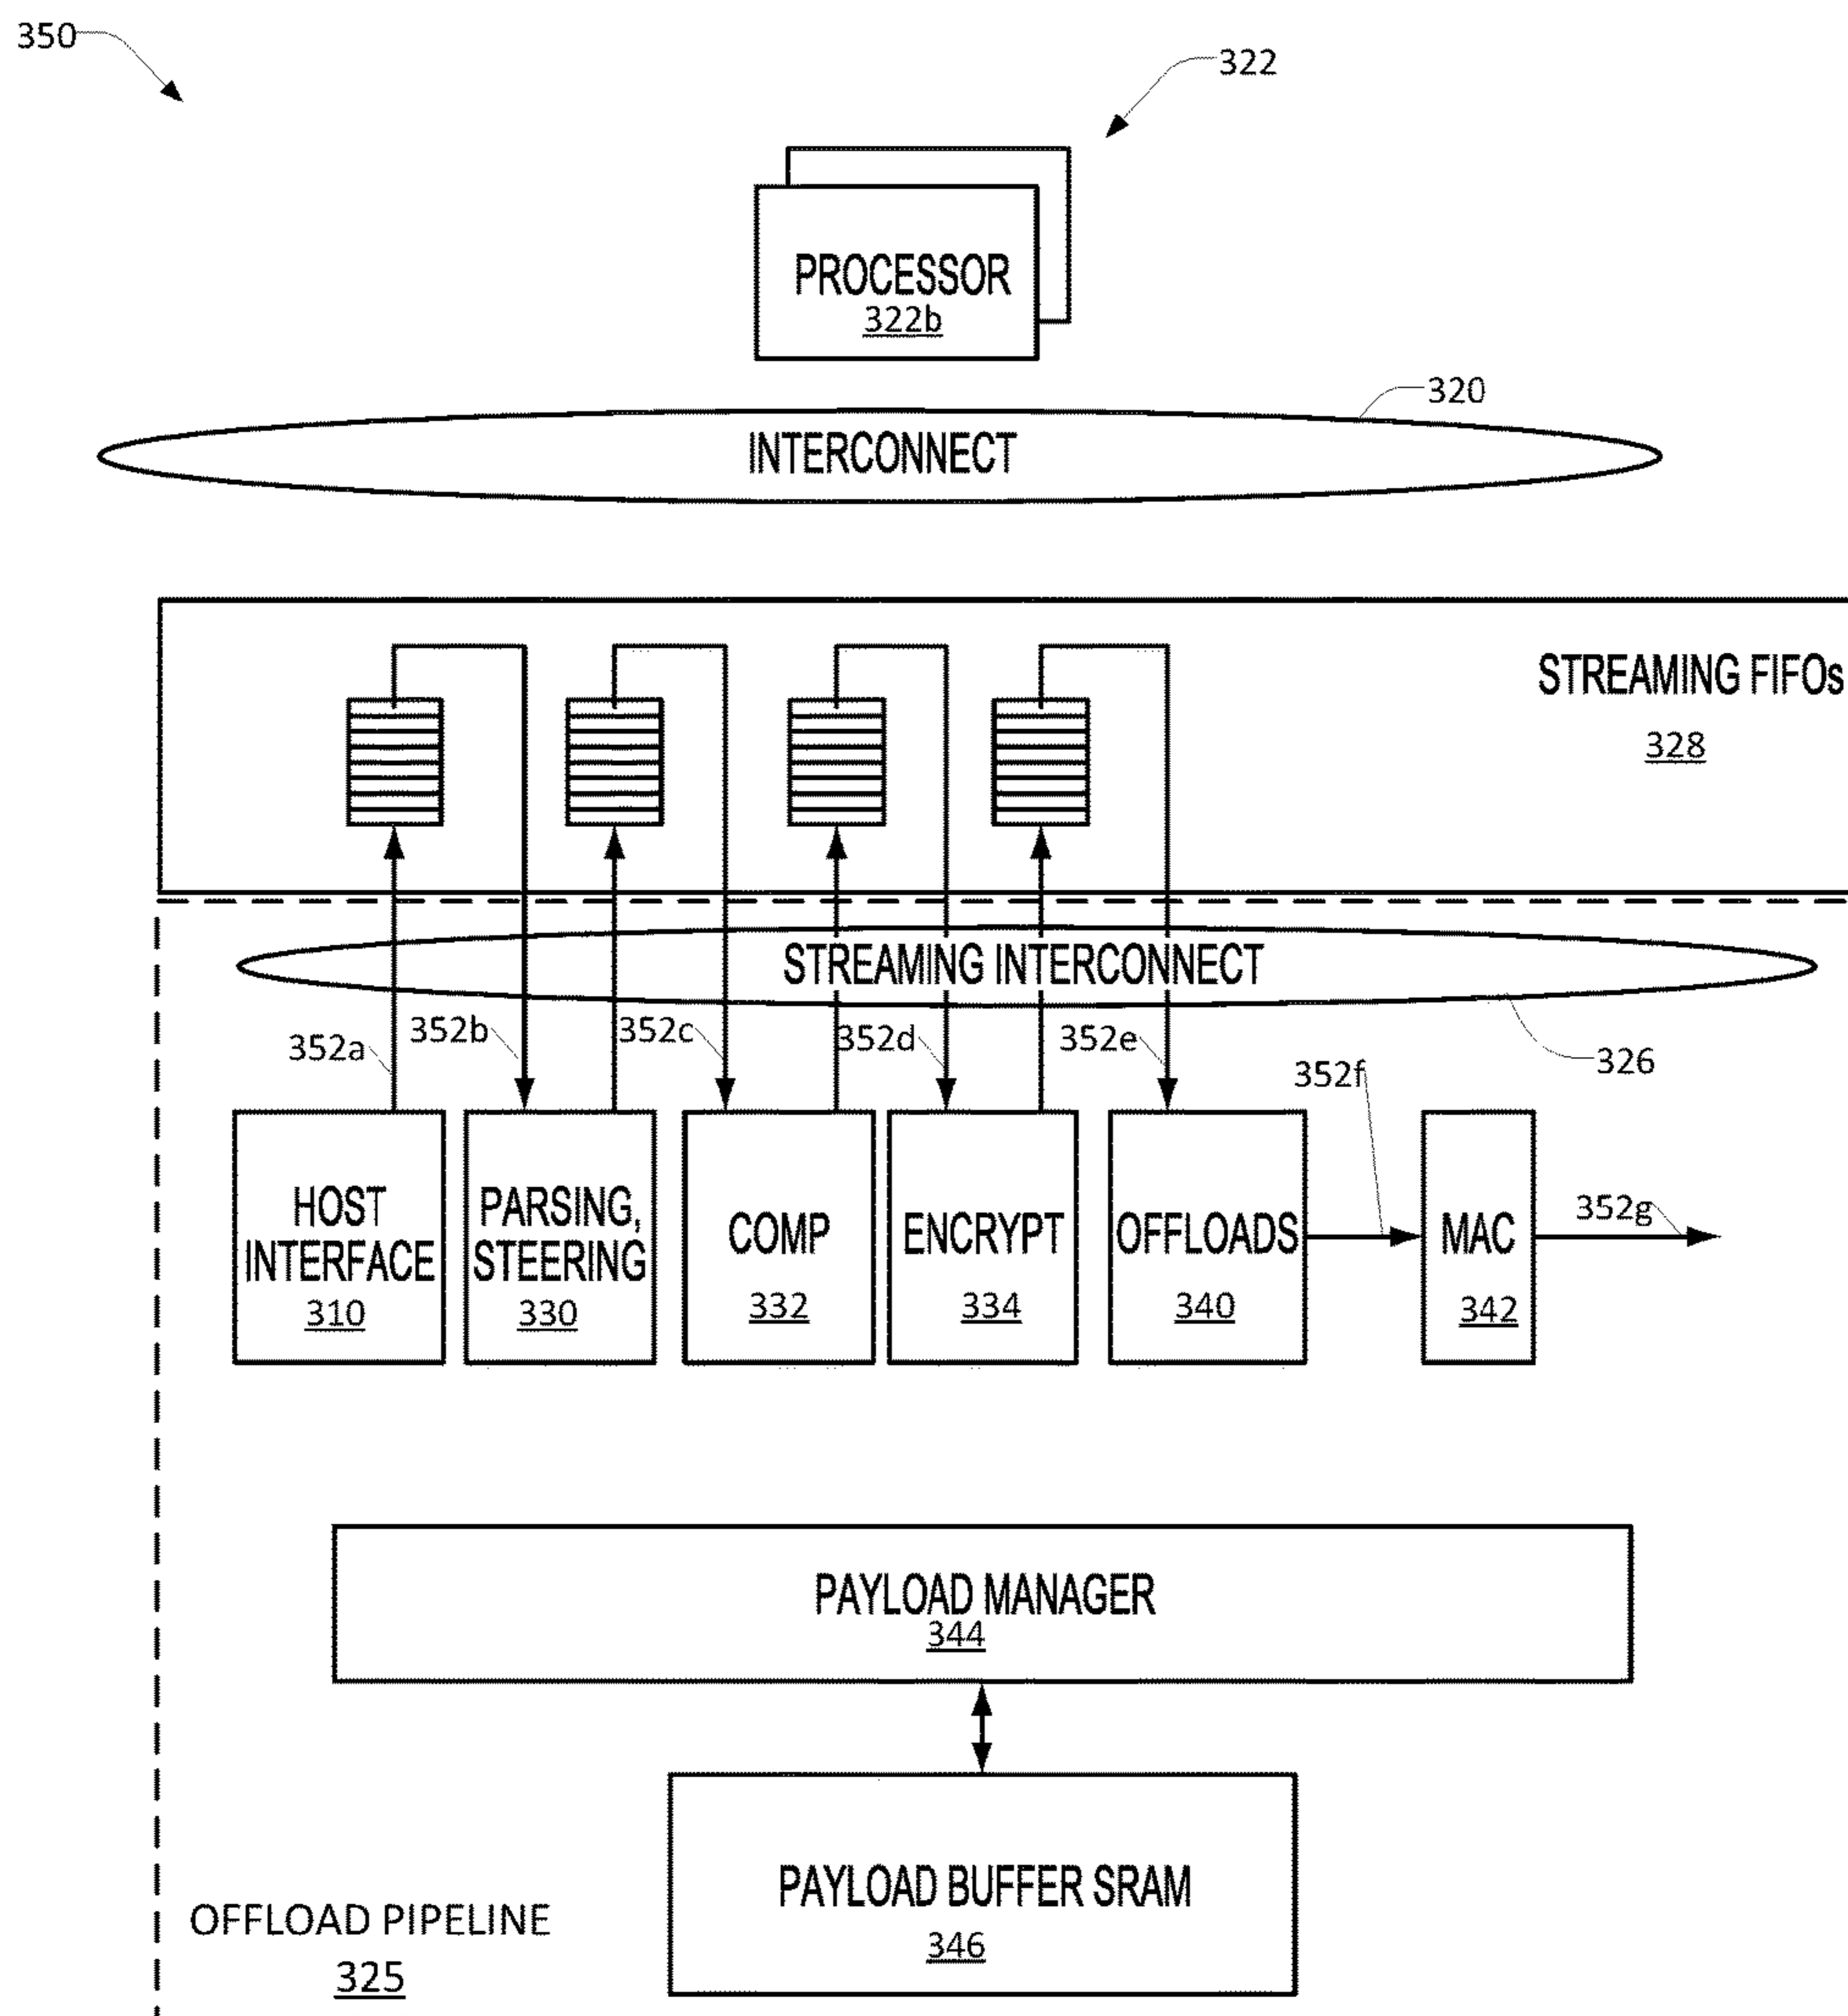 350
322
PROCESSOR
322b
320
INTERCONNECT
STREAMING FIFOs
328
STREAMING INTERCONNECT
352a
352b
352c
352d
352e
326
352f
352g
HOST
INTERFACE
310
PARSING,
STEERING
330
COMP
332
ENCRYPT
334
OFFLOADS
340
MAC
342
PAYLOAD MANAGER
344
PAYLOAD BUFFER SRAM
346
OFFLOAD PIPELINE
325